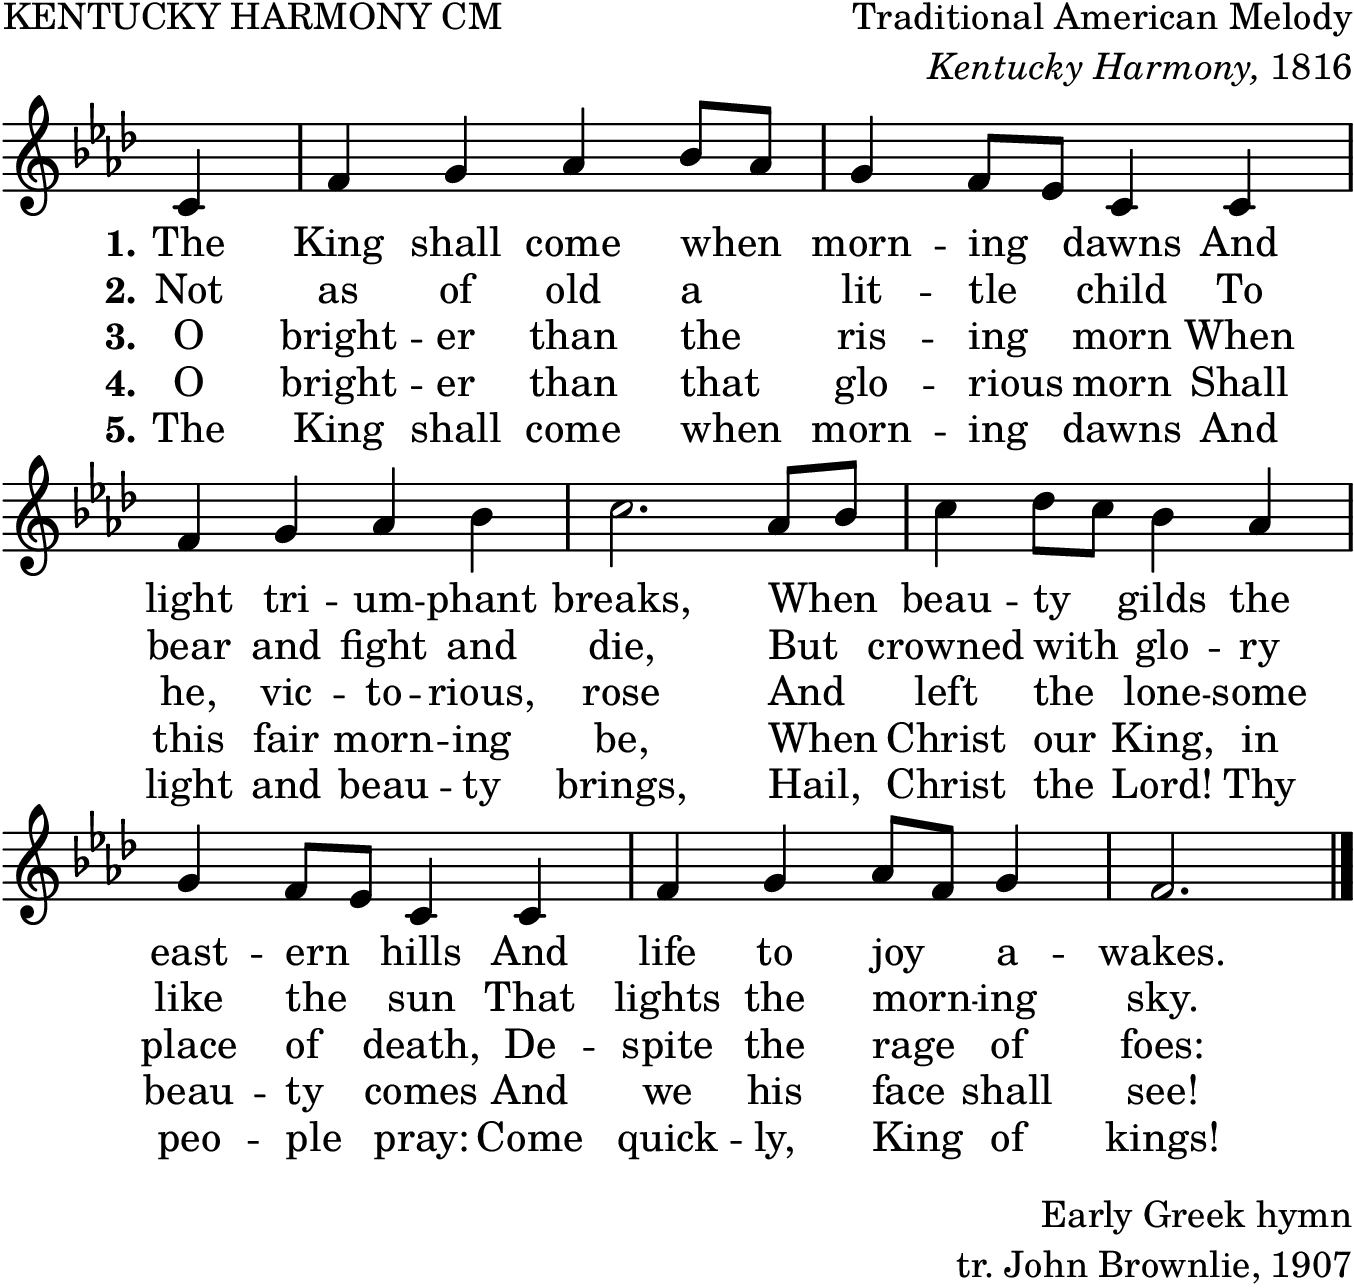 KENTUCKY HARMONY CM
Traditional American Melody
Kentucky Harmony, 1816
1. The King shall come when morn - ing dawns And
2. Not as of old a lit - tle child To
3. O bright - er than the ris - ing morn When
4. O bright - er than that glo - rious morn Shall
5. The King shall come when morn - ing dawns And
light tri - um - phant breaks, When beau - ty gilds the
bear and fight and die, But crowned with glo - ry
he, vic - to - rious, rose And left the lone - some
this fair morn - ing be, When Christ our King, in
light and beau - ty brings, Hail, Christ the Lord! Thy
east - ern hills And life to joy a - wakes.
like the sun That lights the morn - ing sky.
place of death, De - spite the rage of foes:
beau - ty comes And we his face shall see!
peo - ple pray: Come quick - ly, King of kings!
Early Greek hymn
tr. John Brownlie, 1907